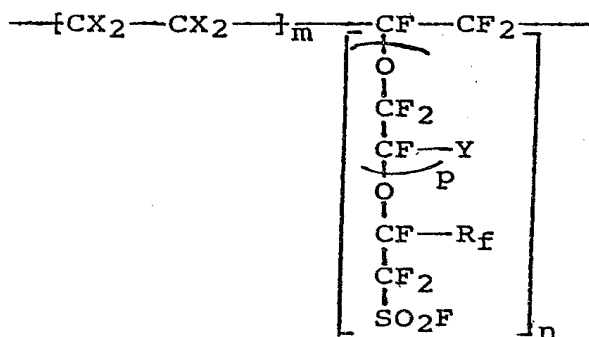 —[CX₂—CX₂—]m—CF—CF₂—
O
CF₂
CF—Y
p
O
CF—Rf
CF₂
SO₂F
n